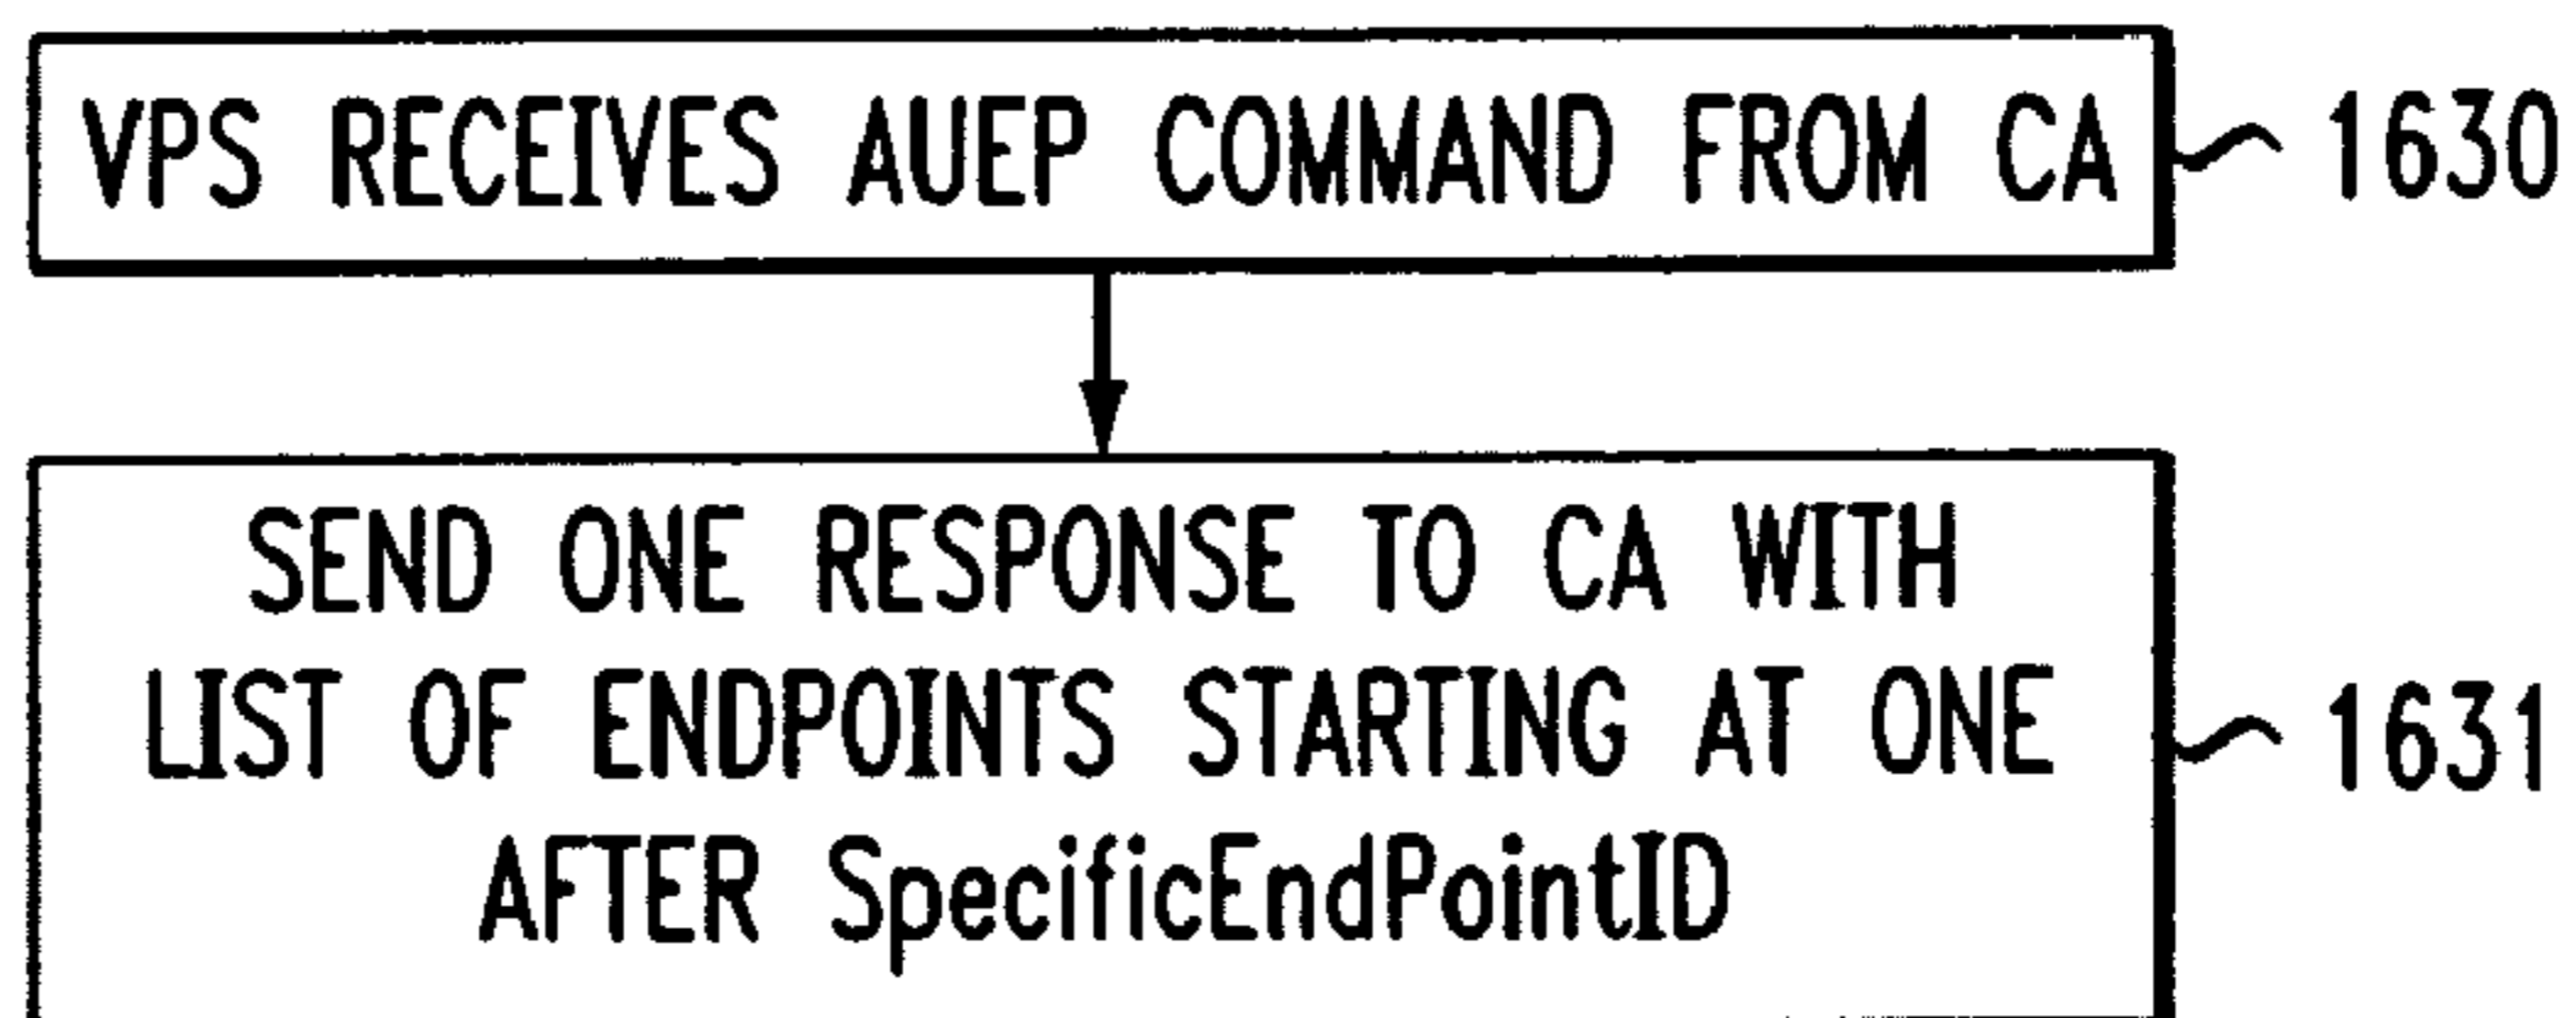 VPS RECEIVES AUEP COMMAND FROM CA
1630
SEND ONE RESPONSE TO CA WITH
LIST OF ENDPOINTS STARTING AT ONE
AFTER SpecificEndPointID
1631